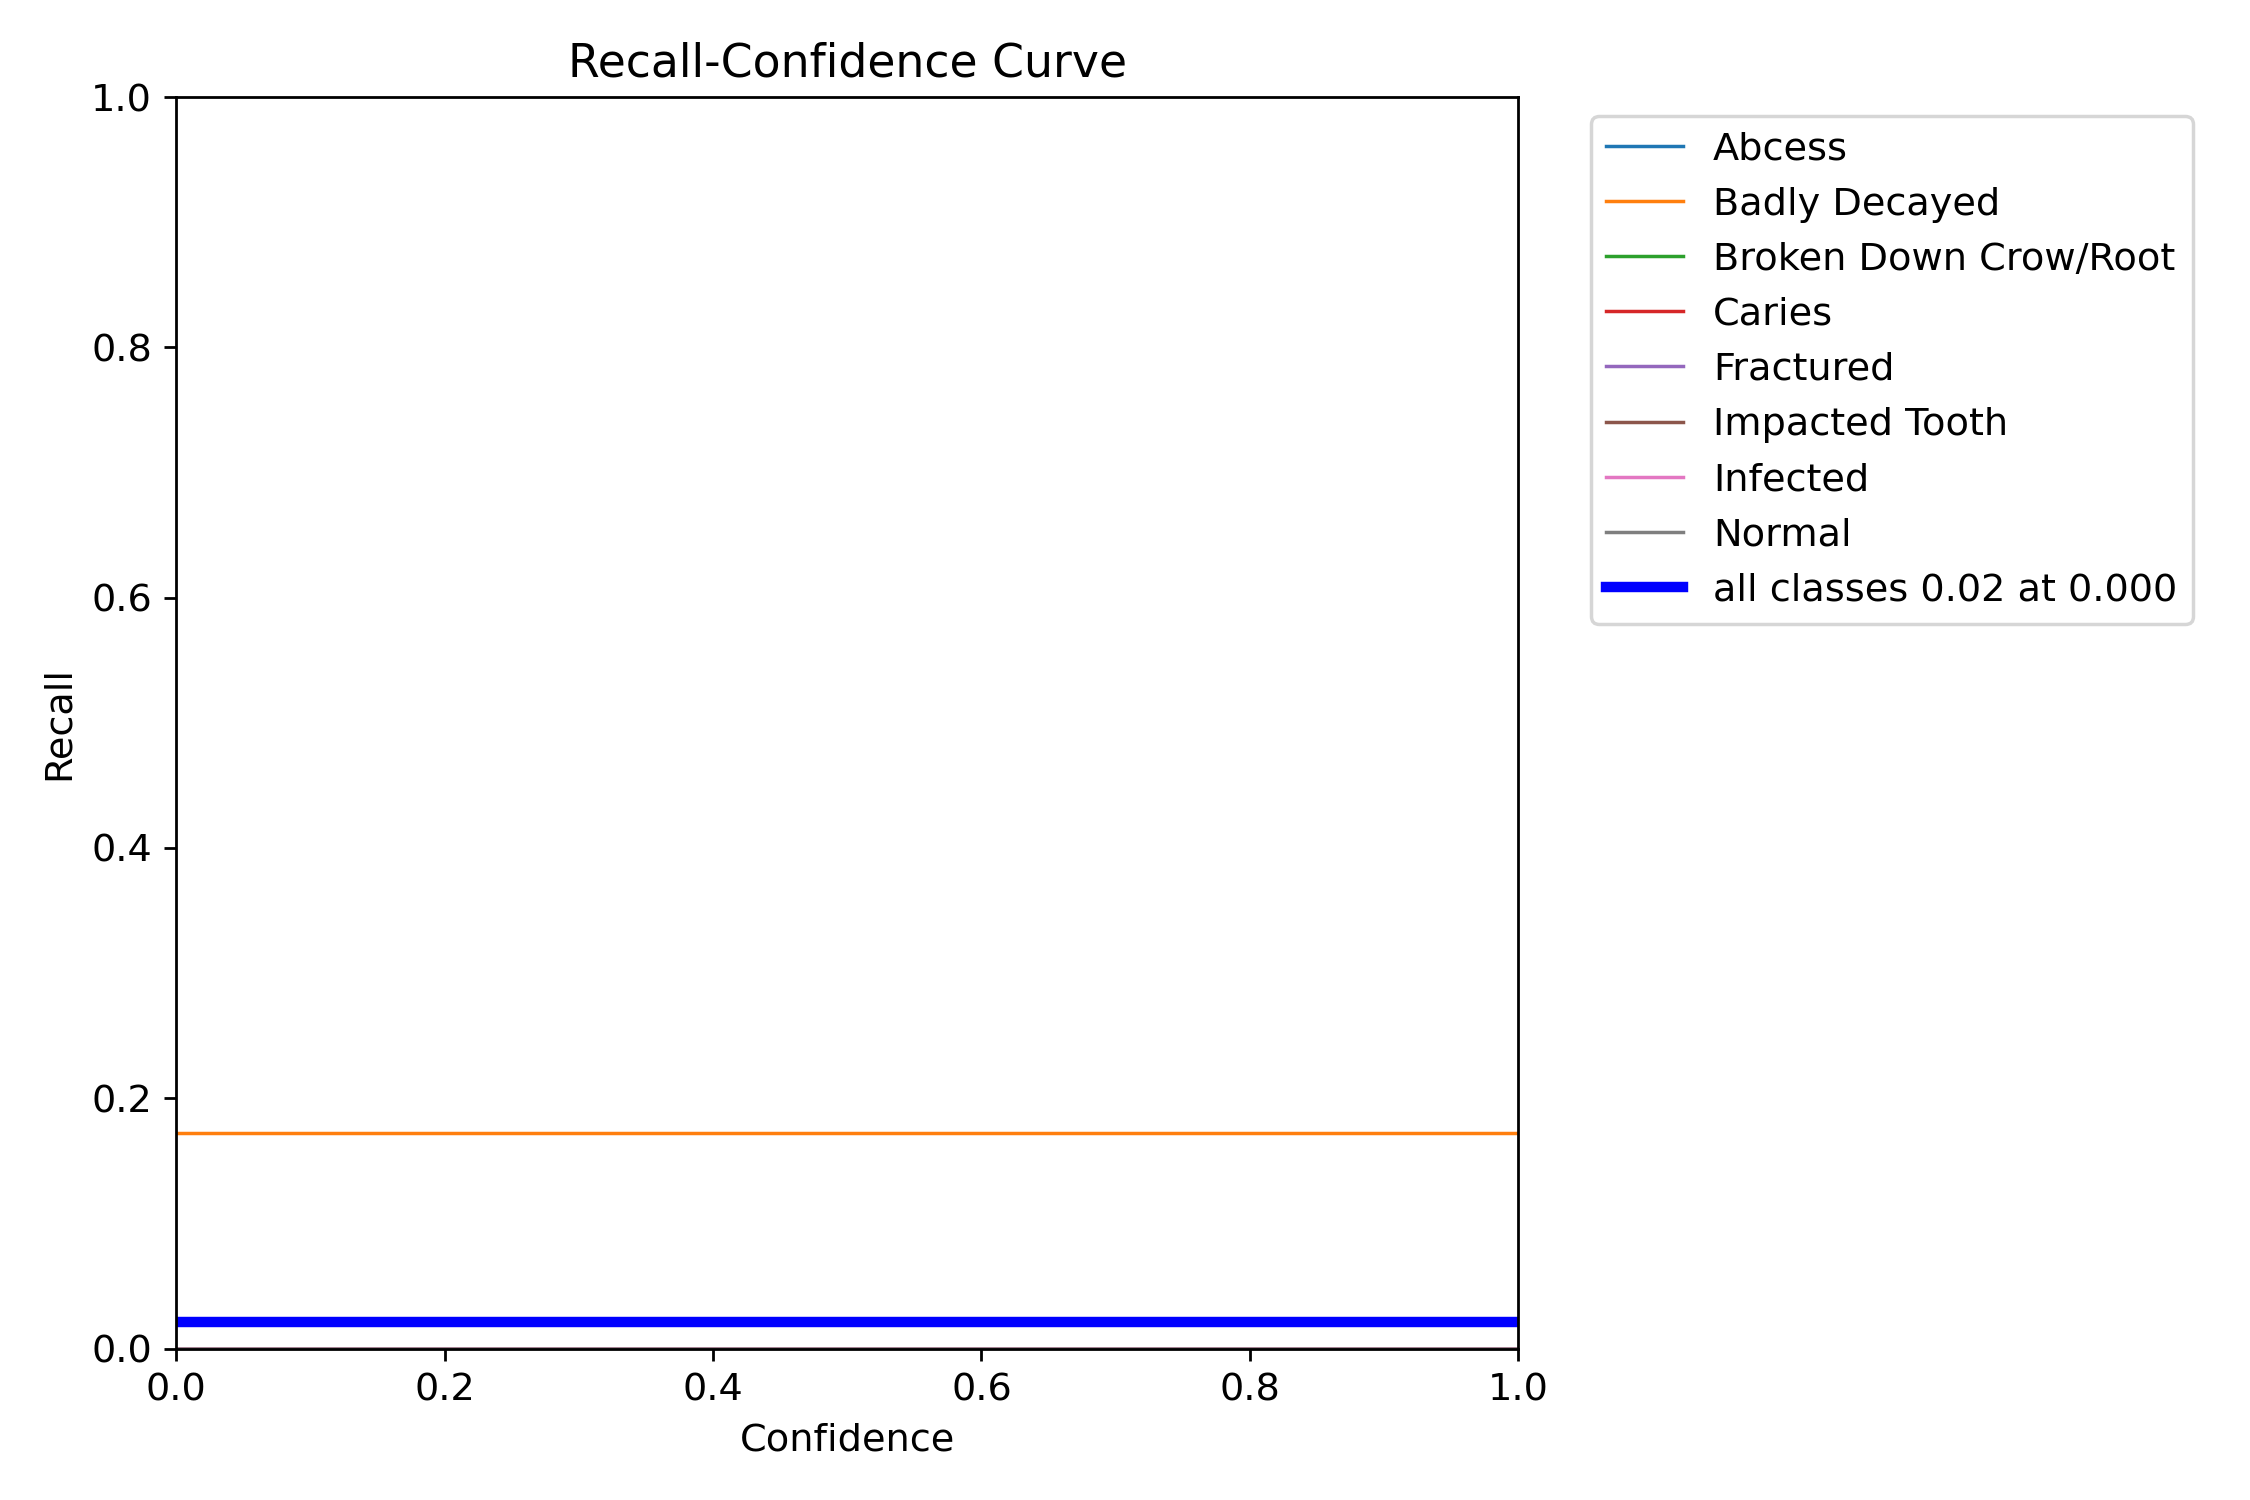 Recall-Confidence Curve
1.0
0.8
0.6
0.4
0.2
0.0
Recall
0.0 0.2 0.4 0.6 0.8 1.0
Confidence
Abcess
Badly Decayed
Broken Down Crow/Root
Caries
Fractured
Impacted Tooth
Infected
Normal
all classes 0.02 at 0.000